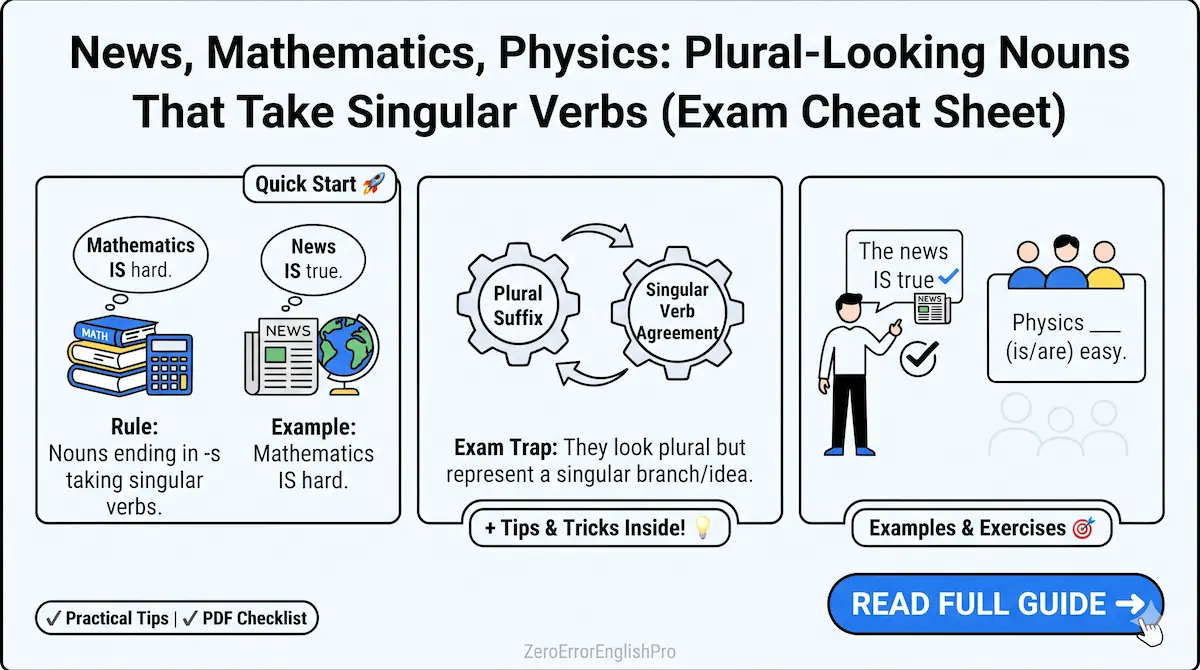 News, Mathematics, Physics: Plural-Looking Nouns
That Take Singular Verbs (Exam Cheat Sheet)
Quick Start 🚀
Mathematics
IS hard.
News
IS true.
MATH
NEWS
Rule:
Nouns ending in -s
taking singular
verbs.
Example:
Mathematics
IS hard.
Plural
Suffix
Singular
Verb
Agreement
Exam Trap: They look plural but
represent a singular branch/idea.
+ Tips & Tricks Inside! 💡
The news
IS true
NEWS
Physics ___
(is/are) easy.
Examples & Exercises 🎯
✓ Practical Tips | ✓ PDF Checklist
READ FULL GUIDE →
ZeroErrorEnglishPro